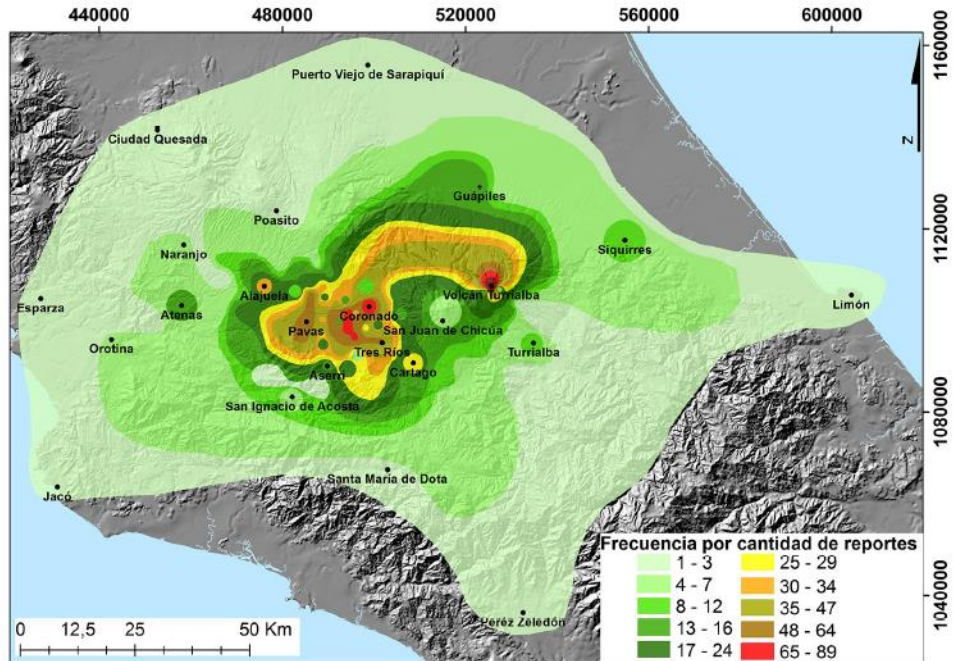 440000 480000 520000 560000 600000
1160000
Puerto Viejo de Sarapiquí
Ciudad Quesada
N
Guápiles
Poasito
1120000
Naranjo
Siquirres
Alajuela
Volcán Turrialba
Esparza
Limón
Atenas
Coronado
Pavas
San Juan de Chicúa
Orotina
Tres Ríos
Turrialba
Aserrí
Cartago
San Ignacio de Acosta
1080000
Santa María de Dota
Jacó
Peréz Zeledón
1040000
Frecuencia por cantidad de reportes
1 - 3 25 - 29
4 - 7 30 - 34
8 - 12 35 - 47
13 - 16 48 - 64
17 - 24 65 - 89
0 12,5 25 50 Km